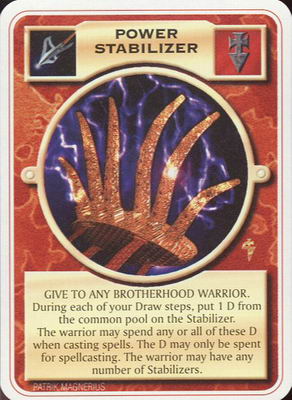 POWER
STABILIZER
GIVE TO ANY BROTHERHOOD WARRIOR.
During each of your Draw steps, put 1 D from
the common pool on the Stabilizer.
The warrior may spend any or all of these D
when casting spells. The D may only be spent
for spellcasting. The warrior may have any
number of Stabilizers.
PATRIK MAGNERIUS